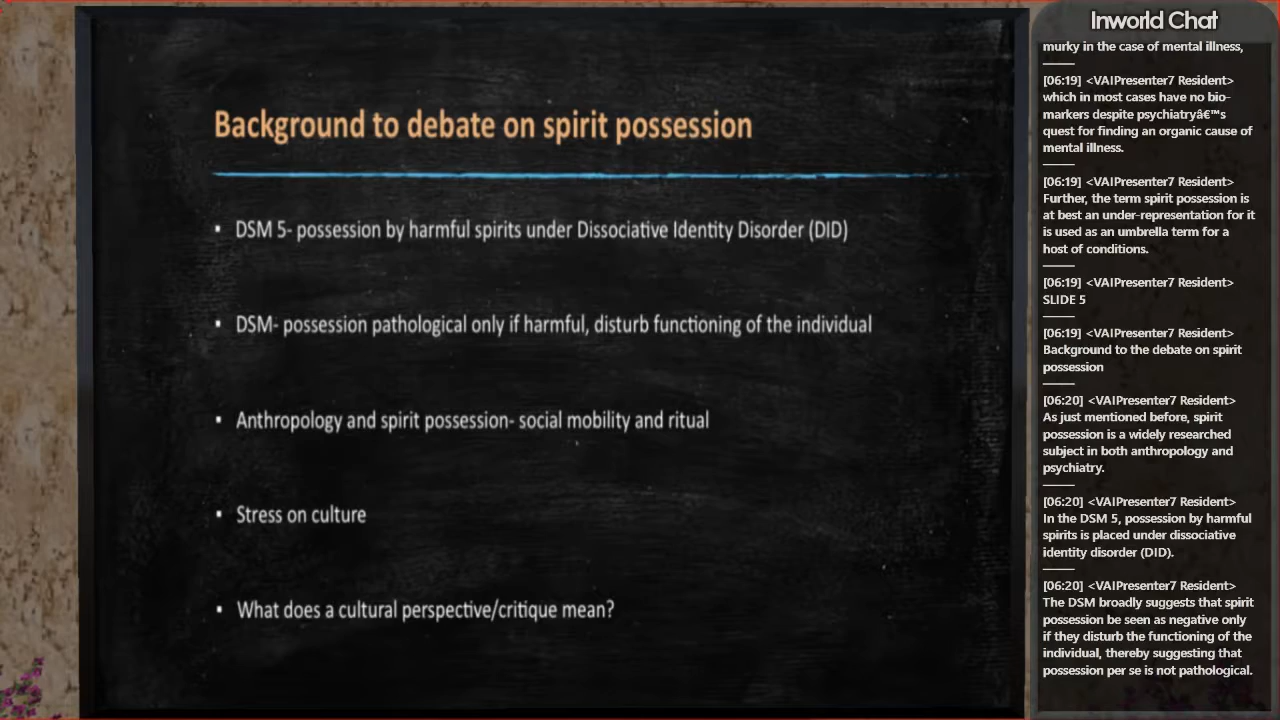 Background to debate on spirit possession
▪ DSM 5- possession by harmful spirits under Dissociative Identity Disorder (DID)
▪ DSM- possession pathological only if harmful, disturb functioning of the individual
▪ Anthropology and spirit possession- social mobility and ritual
▪ Stress on culture
▪ What does a cultural perspective/critique mean?
Inworld Chat
murky in the case of mental illness,
[06:19] <VAIPresenter7 Resident>
which in most cases have no bio-
markers despite psychiatryâ€™s
quest for finding an organic cause of
mental illness.
[06:19] <VAIPresenter7 Resident>
Further, the term spirit possession is
at best an under-representation for it
is used as an umbrella term for a
host of conditions.
[06:19] <VAIPresenter7 Resident>
SLIDE 5
[06:19] <VAIPresenter7 Resident>
Background to the debate on spirit
possession
[06:20] <VAIPresenter7 Resident>
As just mentioned before, spirit
possession is a widely researched
subject in both anthropology and
psychiatry.
[06:20] <VAIPresenter7 Resident>
In the DSM 5, possession by harmful
spirits is placed under dissociative
identity disorder (DID).
[06:20] <VAIPresenter7 Resident>
The DSM broadly suggests that spirit
possession be seen as negative only
if they disturb the functioning of the
individual, thereby suggesting that
possession per se is not pathological.